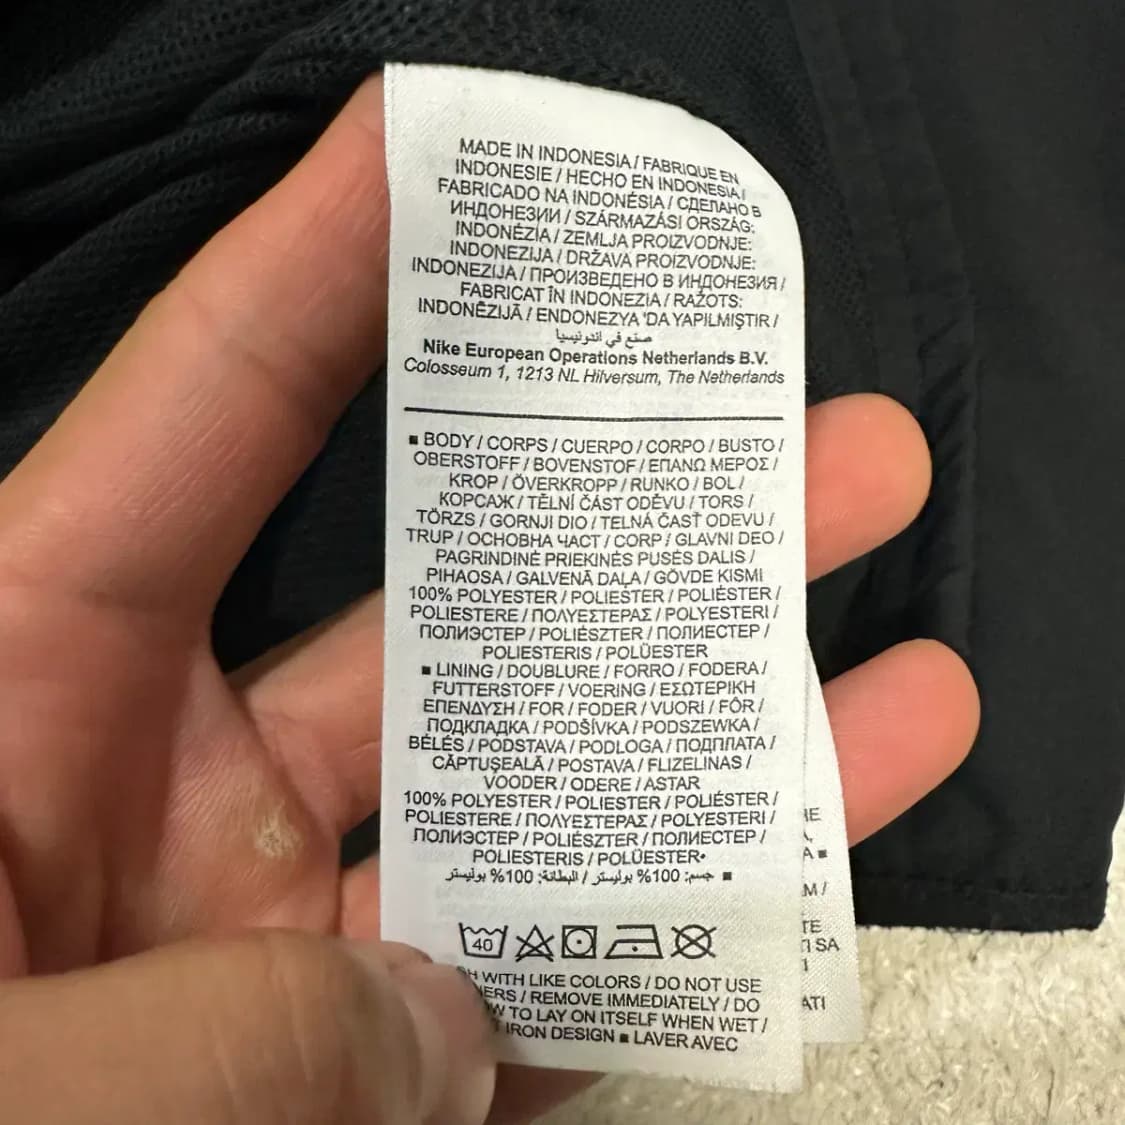 MADE IN INDONESIA / FABRIQUE EN
INDONESIE / HECHO EN INDONESIA /
FABRICADO NA INDONÉSIA / СДЕЛАНО В
ИНДОНЕЗИИ / SZÁRMAZÁSI ORSZÁG:
INDONÉZIA / ZEMLJA PROIZVODNJE:
INDONEZIJA / DRŽAVA PROIZVODNJE:
INDONEZIJA / ПРОИЗВЕДЕНО В ИНДОНЕЗИЯ /
FABRICAT ÎN INDONEZIA / RAŽOTS:
INDONĒZIJĀ / ENDONEZYA 'DA YAPILMIŞTIR /
صنع في اندونيسيا
Nike European Operations Netherlands B.V.
Colosseum 1, 1213 NL Hilversum, The Netherlands
■ BODY / CORPS / CUERPO / CORPO / BUSTO /
OBERSTOFF / BOVENSTOF / ΕΠΑΝΩ ΜΕΡΟΣ /
KROP / ÖVERKROPP / RUNKO / BOL /
КОРСАЖ / TĚLNÍ ČÁST ODĚVU / TORS /
TÖRZS / GORNJI DIO / TELNÁ ČASŤ ODEVU /
TRUP / ОСНОВНА ЧАСТ / CORP / GLAVNI DEO /
PAGRINDINĖ PRIEKINĖS PUSĖS DALIS /
PIHAOSA / GALVENĀ DAĻA / GÖVDE KISMI
100% POLYESTER / POLIESTER / POLIÉSTER /
POLIESTERE / ΠΟΛΥΕΣΤΕΡΑΣ / POLYESTERI /
ПОЛИЭСТЕР / POLIÉSZTER / ПОЛИЕСТЕР /
POLIESTERIS / POLÜESTER
■ LINING / DOUBLURE / FORRO / FODERA /
FUTTERSTOFF / VOERING / ΕΣΩΤΕΡΙΚΗ
ΕΠΕΝΔΥΣΗ / FOR / FODER / VUORI / FÔR /
ПОДКЛАДКА / PODŠÍVKA / PODSZEWKA /
BÉLÉS / PODSTAVA / PODLOGA / ПОДПЛАТА /
CĂPTUŞEALĂ / POSTAVA / FLIZELINAS /
VOODER / ODERE / ASTAR
100% POLYESTER / POLIESTER / POLIÉSTER /
POLIESTERE / ΠΟΛΥΕΣΤΕΡΑΣ / POLYESTERI /
ПОЛИЭСТЕР / POLIÉSZTER / ПОЛИЕСТЕР /
POLIESTERIS / POLÜESTER•
■ جسم: 100% بوليستر / البطانة: 100% بوليستر
40
WITH LIKE COLORS / DO NOT USE
/ REMOVE IMMEDIATELY / DO
TO LAY ON ITSELF WHEN WET /
IRON DESIGN ■ LAVER AVEC